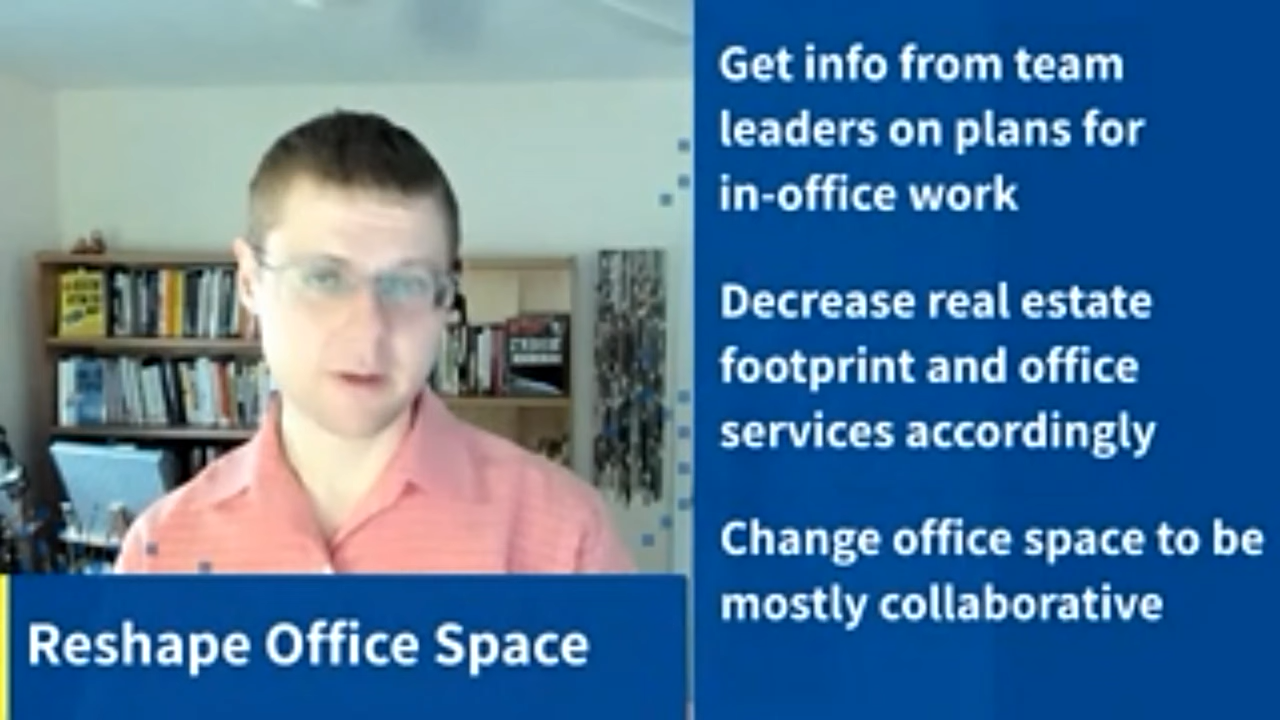 Get info from team
leaders on plans for
in-office work
Decrease real estate
footprint and office
services accordingly
Change office space to be
mostly collaborative
Reshape Office Space